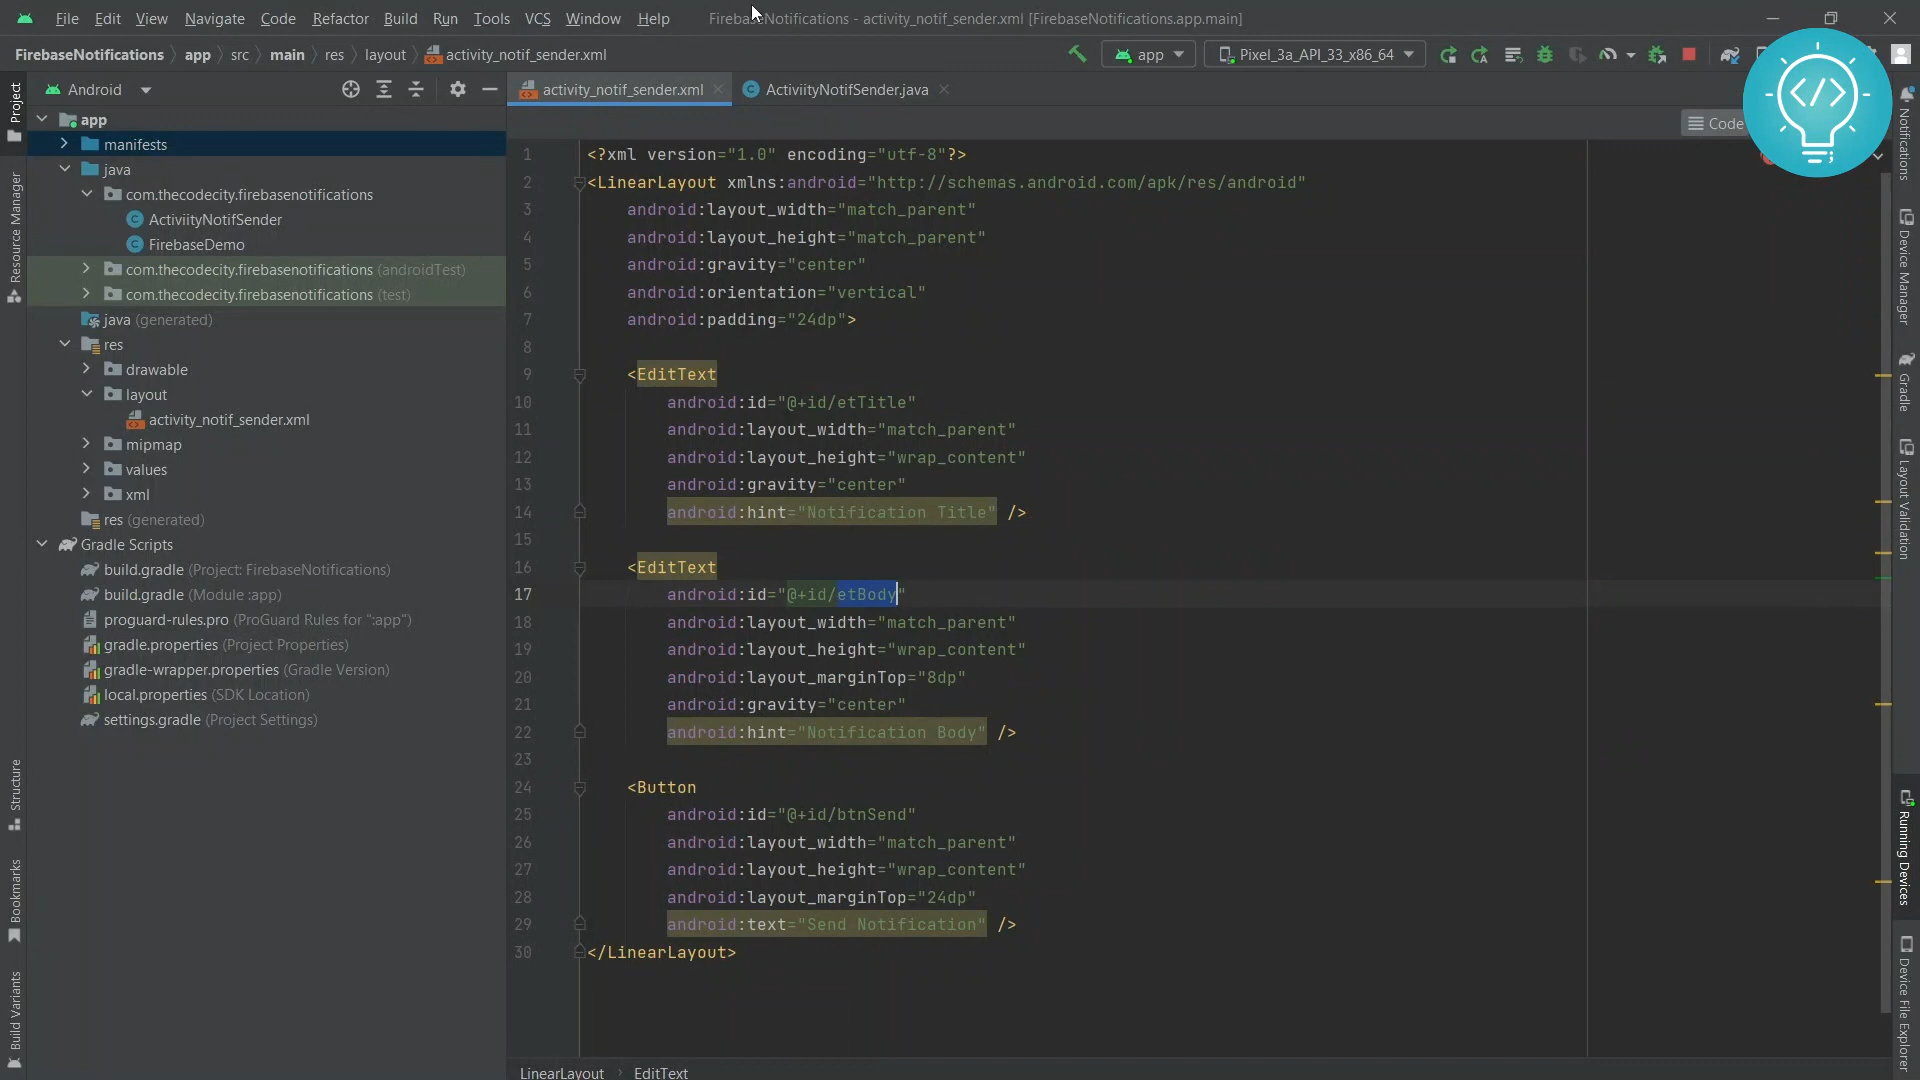 File Edit View Navigate Code Refactor Build Run Tools VCS Window Help FirebaseNotifications - activity_notif_sender.xml [FirebaseNotifications.app.main]
FirebaseNotifications app src main res layout activity_notif_sender.xml app Pixel_3a_API_33_x86_64
Android activity_notif_sender.xml ActiviityNotifSender.java
Code
app
manifests
java
com.thecodecity.firebasenotifications
ActiviityNotifSender
FirebaseDemo
com.thecodecity.firebasenotifications (androidTest)
com.thecodecity.firebasenotifications (test)
java (generated)
res
drawable
layout
activity_notif_sender.xml
mipmap
values
xml
res (generated)
Gradle Scripts
build.gradle (Project: FirebaseNotifications)
build.gradle (Module :app)
proguard-rules.pro (ProGuard Rules for ":app")
gradle.properties (Project Properties)
gradle-wrapper.properties (Gradle Version)
local.properties (SDK Location)
settings.gradle (Project Settings)
1 <?xml version="1.0" encoding="utf-8"?>
2 <LinearLayout xmlns:android="http://schemas.android.com/apk/res/android"
3 android:layout_width="match_parent"
4 android:layout_height="match_parent"
5 android:gravity="center"
6 android:orientation="vertical"
7 android:padding="24dp">
8
9 <EditText
10 android:id="@+id/etTitle"
11 android:layout_width="match_parent"
12 android:layout_height="wrap_content"
13 android:gravity="center"
14 android:hint="Notification Title" />
15
16 <EditText
17 android:id="@+id/etBody"
18 android:layout_width="match_parent"
19 android:layout_height="wrap_content"
20 android:layout_marginTop="8dp"
21 android:gravity="center"
22 android:hint="Notification Body" />
23
24 <Button
25 android:id="@+id/btnSend"
26 android:layout_width="match_parent"
27 android:layout_height="wrap_content"
28 android:layout_marginTop="24dp"
29 android:text="Send Notification" />
30 </LinearLayout>
LinearLayout EditText
Project
Resource Manager
Structure
Bookmarks
Build Variants
Notifications
Device Manager
Gradle
Layout Validation
Running Devices
Device File Explorer